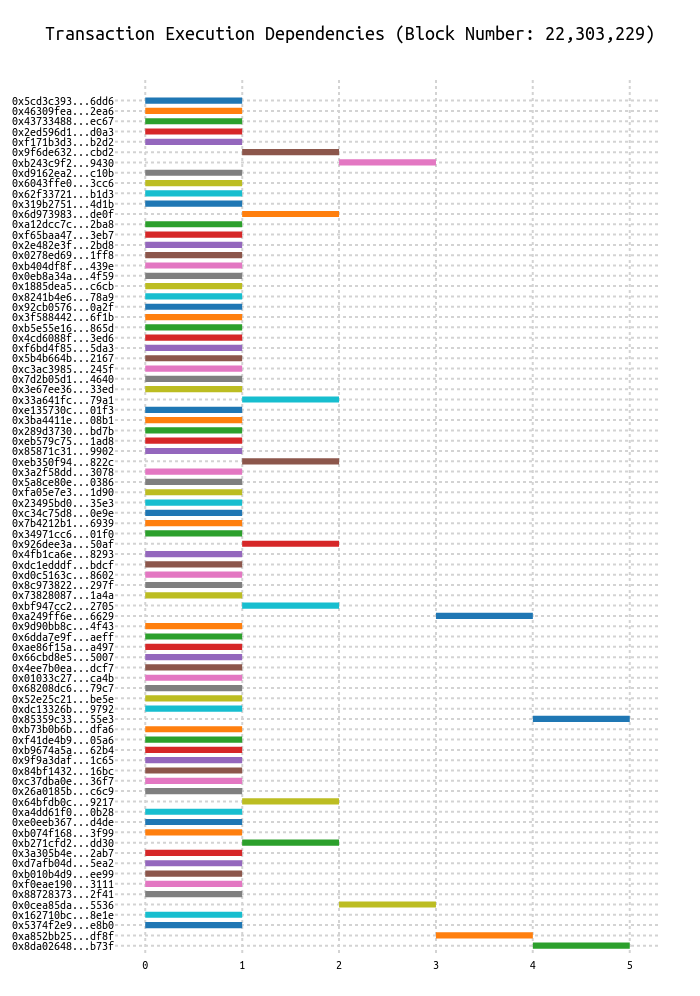 Transaction Execution Dependencies (Block Number: 22,303,229)
0x5cd3c393...6dd6
0x46309fea...2ea6
0x43733488...ec67
0x2ed596d1...d0a3
0xf171b3d3...b2d2
0x9f6de632...cbd2
0xb243c9f2...9430
0xd9162ea2...c10b
0x6043ffe0...3cc6
0x62f33721...b1d3
0x319b2751...4d1b
0x6d973983...de0f
0xa12dcc7c...2ba8
0xf65baa47...3eb7
0x2e482e3f...2bd8
0x0278ed69...1ff8
0xb404df8f...439e
0x0eb8a34a...4f59
0x1885dea5...c6cb
0x8241b4e6...78a9
0x92cb0576...0a2f
0x3f588442...6f1b
0xb5e55e16...865d
0x4cd6088f...3ed6
0xf6bd4f85...5da3
0x5b4b664b...2167
0xc3ac3985...245f
0x7d2b05d1...4640
0x3e67ee36...33ed
0x33a641fc...79a1
0xe135730c...01f3
0x3ba4411e...08b1
0x289d3730...bd7b
0xeb579c75...1ad8
0x85871c31...9902
0xeb350f94...822c
0x3a2f58dd...3078
0x5a8ce80e...0386
0xfa05e7e3...1d90
0x23495bd0...35e3
0xc34c75d8...0e9e
0x7b4212b1...6939
0x34971cc6...01f0
0x926dee3a...50af
0x4fb1ca6e...8293
0xdc1edddf...bdcf
0xd0c5163c...8602
0x8c973822...297f
0x73828087...1a4a
0xbf947cc2...2705
0xa249ff6e...6629
0x9d90bb8c...4f43
0x6dda7e9f...aeff
0xae86f15a...a497
0x66cbd8e5...5007
0x4ee7b0ea...dcf7
0x01033c27...ca4b
0x68208dc6...79c7
0x52e25c21...be5e
0xdc13326b...9792
0x85359c33...55e3
0xb73b0b6b...dfa6
0xf41de4b9...05a6
0xb9674a5a...62b4
0x9f9a3daf...1c65
0x84bf1432...16bc
0xc37dba0e...36f7
0x26a0185b...c6c9
0x64bfdb0c...9217
0xa4dd61f0...0b28
0xe0eeb367...d4de
0xb074f168...3f99
0xb271cfd2...dd30
0x3a305b4e...2ab7
0xd7afb04d...5ea2
0xb010b4d9...ee99
0xf0eae190...3111
0x88728373...2f41
0x0cea85da...5536
0x162710bc...8e1e
0x5374f2e9...e8b0
0xa852bb25...df8f
0x8da02648...b73f
0 1 2 3 4 5